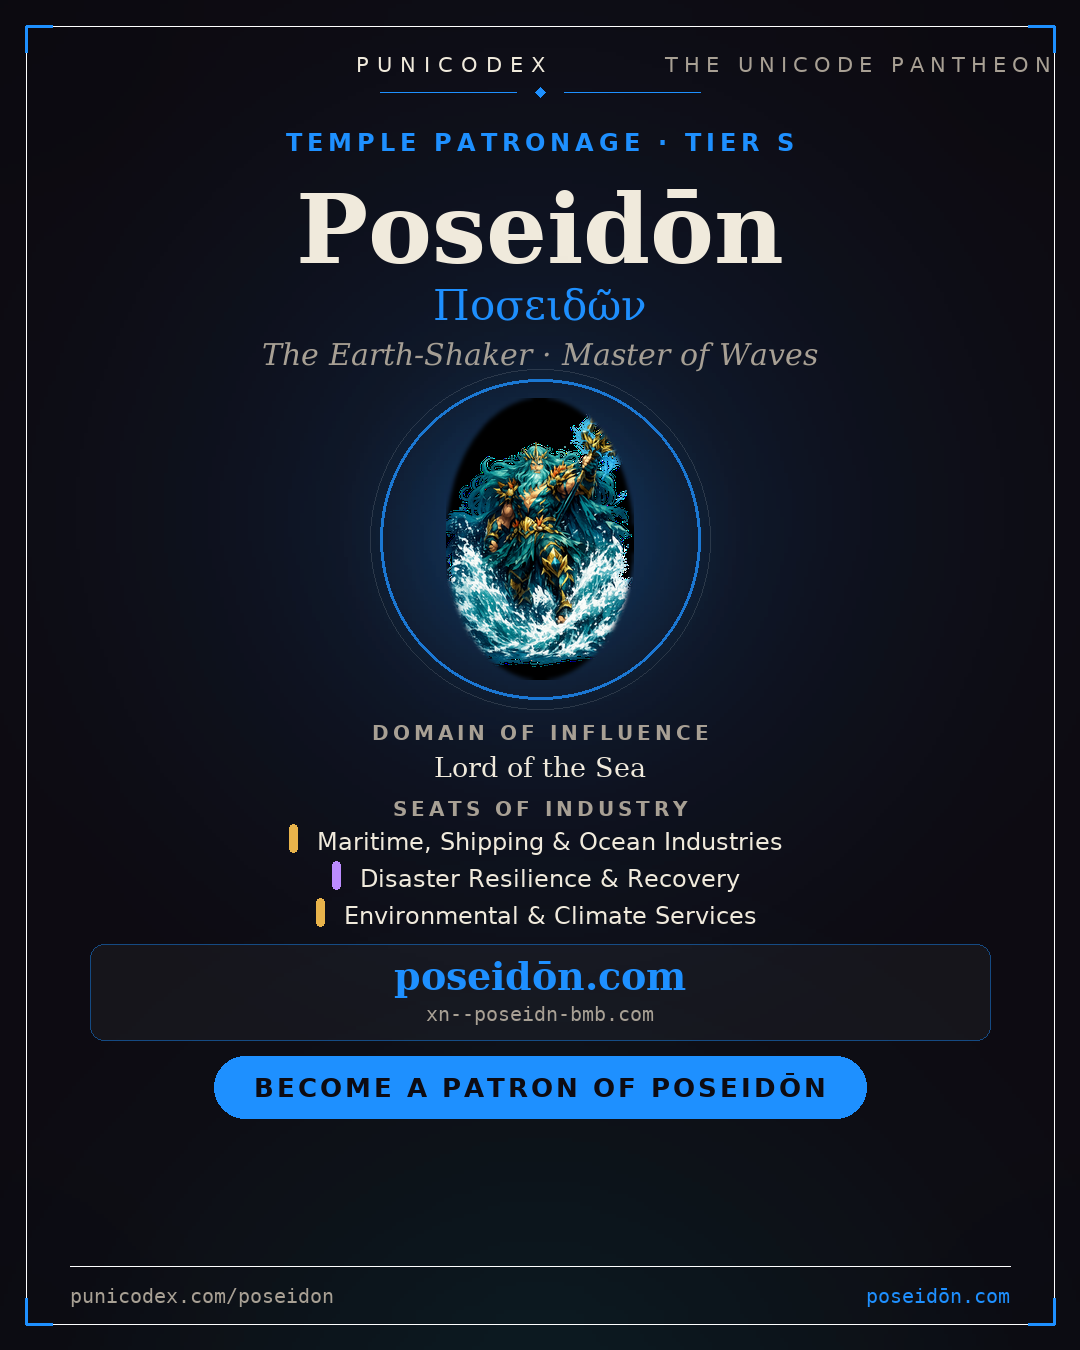 PUNICODEX THE UNICODE PANTHEON
TEMPLE PATRONAGE · TIER S
Poseidōn
Ποσειδῶν
The Earth-Shaker · Master of Waves
DOMAIN OF INFLUENCE
Lord of the Sea
SEATS OF INDUSTRY
Maritime, Shipping & Ocean Industries
Disaster Resilience & Recovery
Environmental & Climate Services
poseidōn.com
xn--poseidn-bmb.com
BECOME A PATRON OF POSEIDŌN
punicodex.com/poseidon poseidōn.com